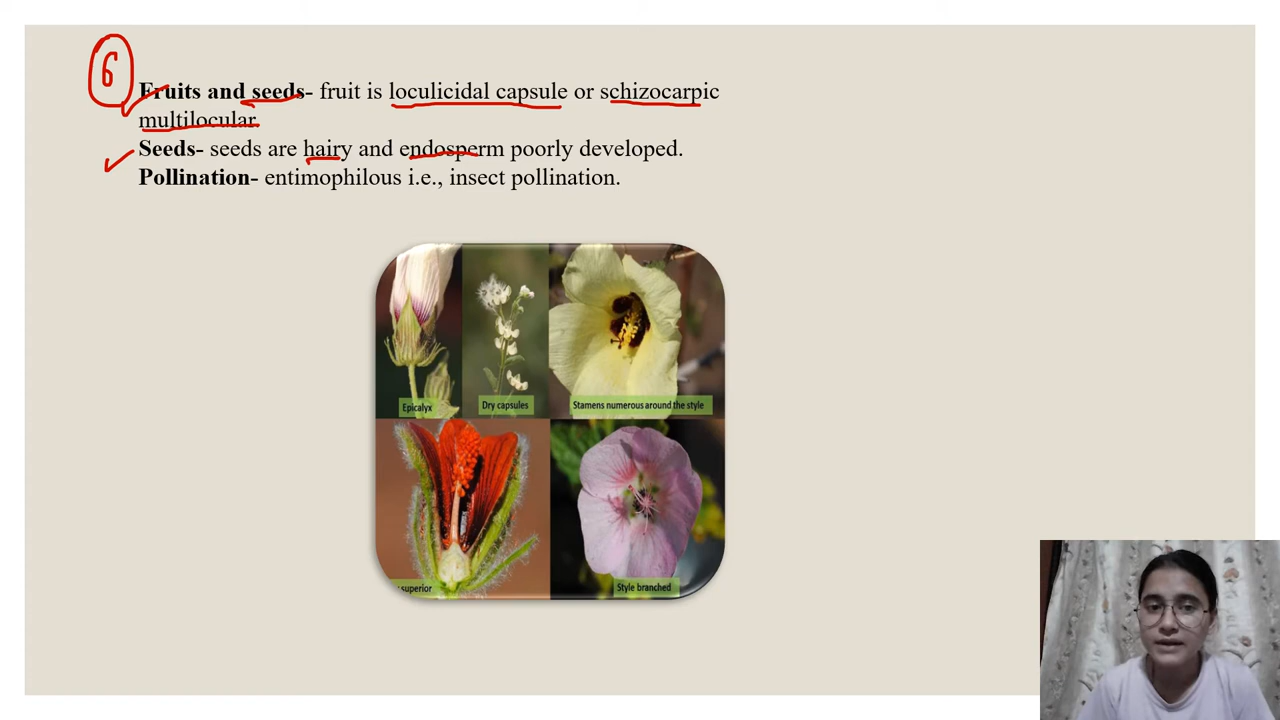 6
Fruits and seeds- fruit is loculicidal capsule or schizocarpic
multilocular.
Seeds- seeds are hairy and endosperm poorly developed.
Pollination- entimophilous i.e., insect pollination.
Epicalyx
Dry capsules
Stamens numerous around the style
superior
Style branched